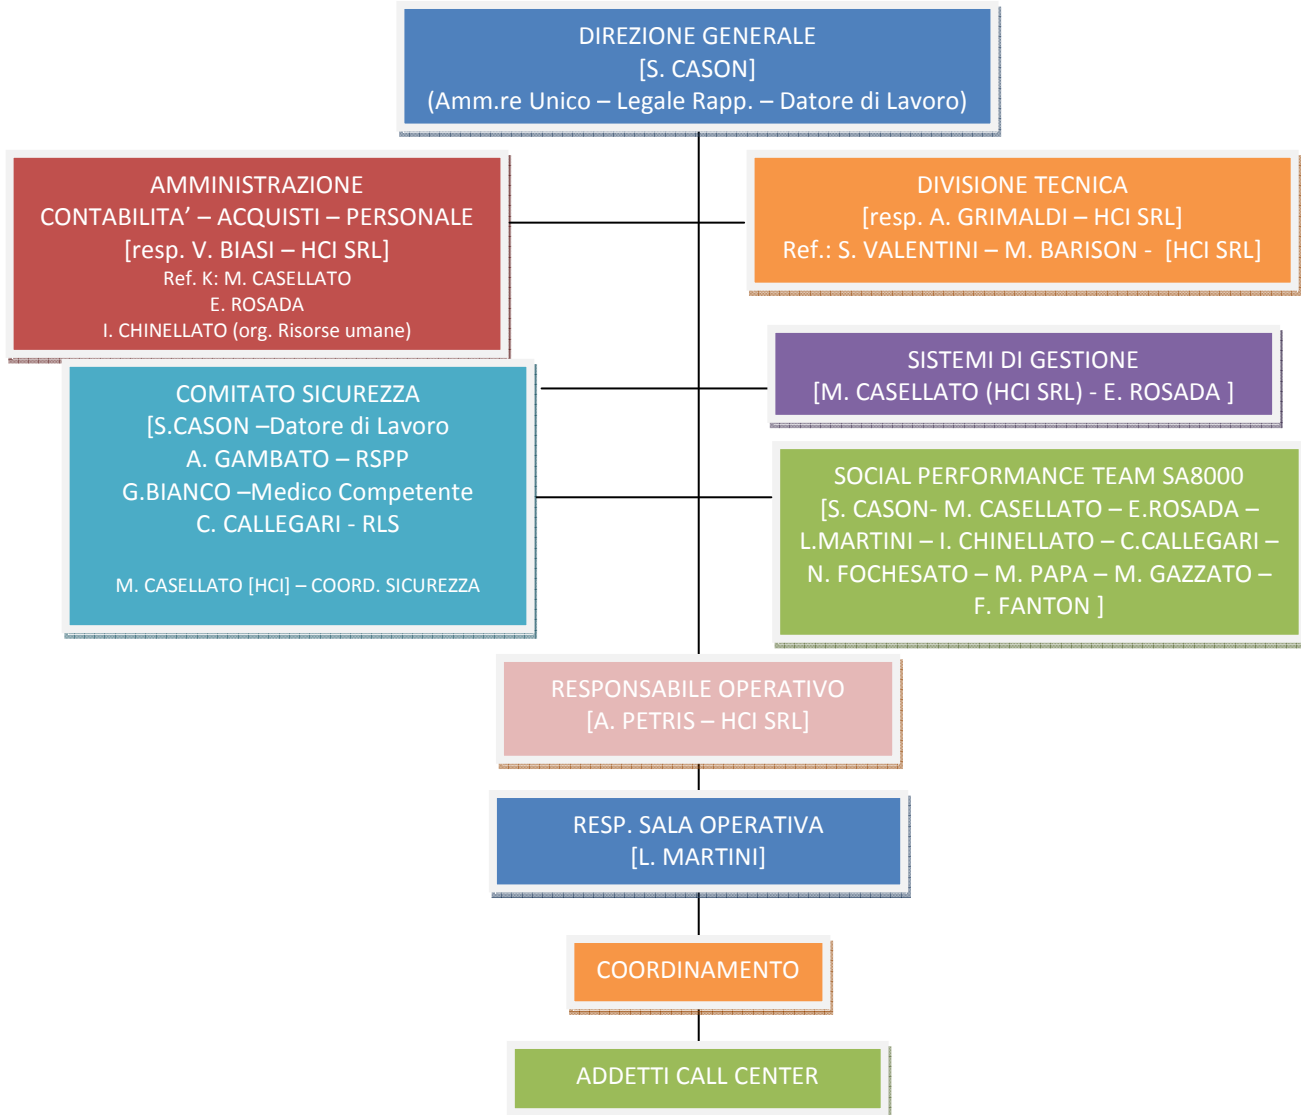 DIREZIONE GENERALE
[S. CASON]
(Amm.re Unico – Legale Rapp. – Datore di Lavoro)
AMMINISTRAZIONE
CONTABILITA’ – ACQUISTI – PERSONALE
[resp. V. BIASI – HCI SRL]
Ref. K: M. CASELLATO
E. ROSADA
I. CHINELLATO (org. Risorse umane)
DIVISIONE TECNICA
[resp. A. GRIMALDI – HCI SRL]
Ref.: S. VALENTINI – M. BARISON - [HCI SRL]
SISTEMI DI GESTIONE
[M. CASELLATO (HCI SRL) - E. ROSADA ]
COMITATO SICUREZZA
[S.CASON –Datore di Lavoro
A. GAMBATO – RSPP
G.BIANCO –Medico Competente
C. CALLEGARI - RLS
M. CASELLATO [HCI] – COORD. SICUREZZA
SOCIAL PERFORMANCE TEAM SA8000
[S. CASON- M. CASELLATO – E.ROSADA –
L.MARTINI – I. CHINELLATO – C.CALLEGARI –
N. FOCHESATO – M. PAPA – M. GAZZATO –
F. FANTON ]
RESPONSABILE OPERATIVO
[A. PETRIS – HCI SRL]
RESP. SALA OPERATIVA
[L. MARTINI]
COORDINAMENTO
ADDETTI CALL CENTER